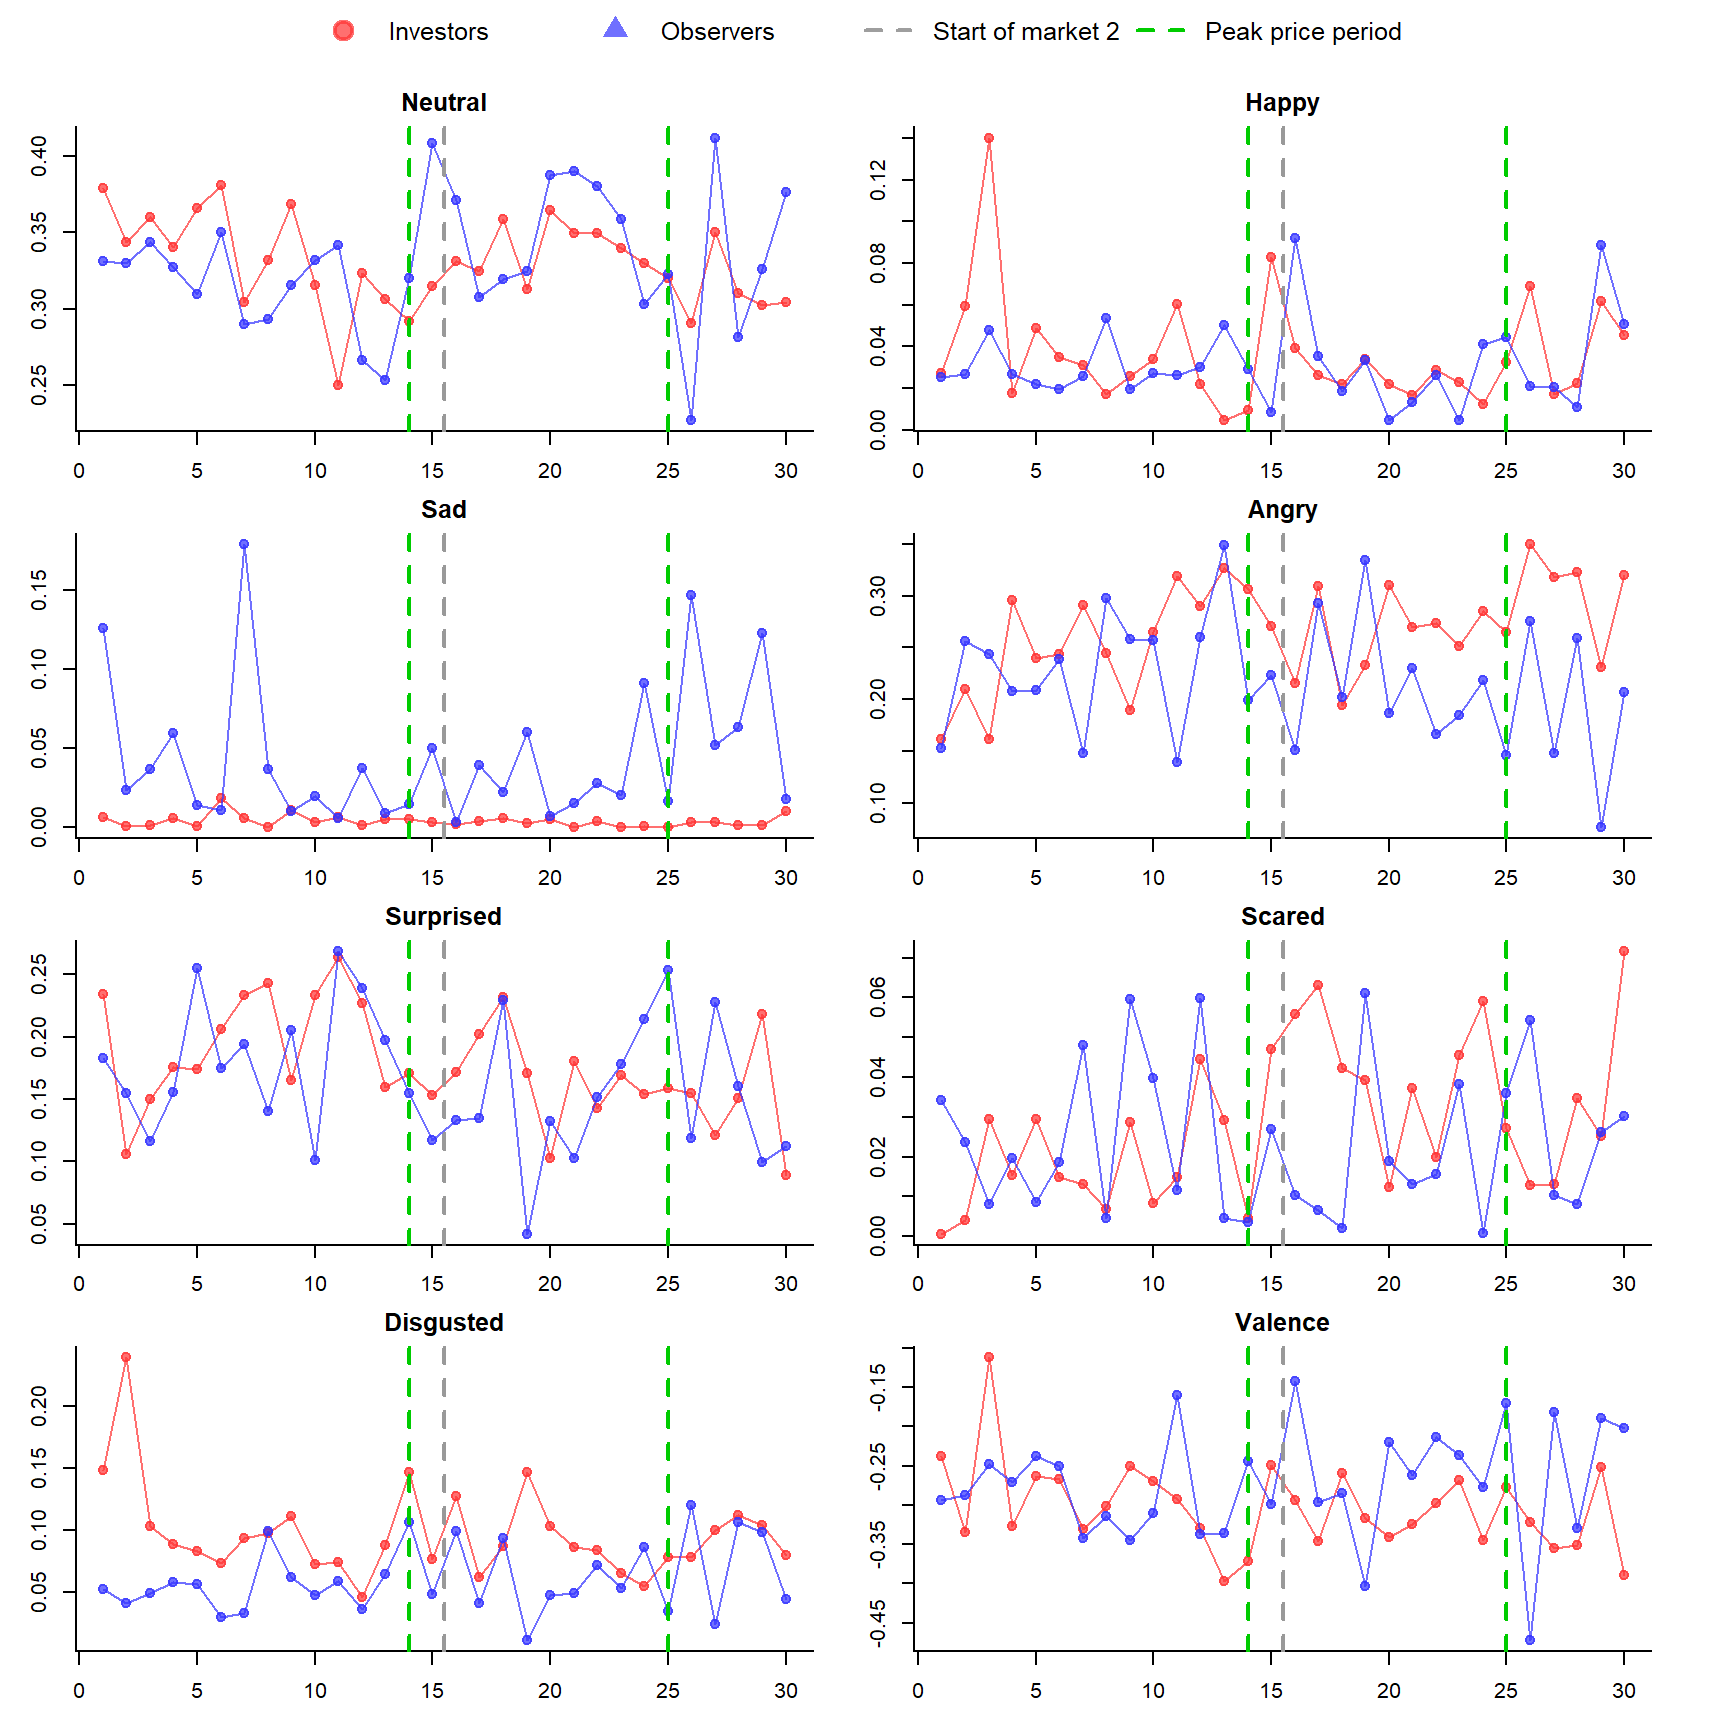 Investors Observers Start of market 2 Peak price period
Neutral Happy
0.40 0.35 0.30 0.25
0.12 0.08 0.04 0.00
0 5 10 15 20 25 30 0 5 10 15 20 25 30
Sad Angry
0.15 0.10 0.05 0.00
0.30 0.20 0.10
0 5 10 15 20 25 30 0 5 10 15 20 25 30
Surprised Scared
0.25 0.20 0.15 0.10 0.05
0.06 0.04 0.02 0.00
0 5 10 15 20 25 30 0 5 10 15 20 25 30
Disgusted Valence
0.20 0.15 0.10 0.05
-0.15 -0.25 -0.35 -0.45
0 5 10 15 20 25 30 0 5 10 15 20 25 30